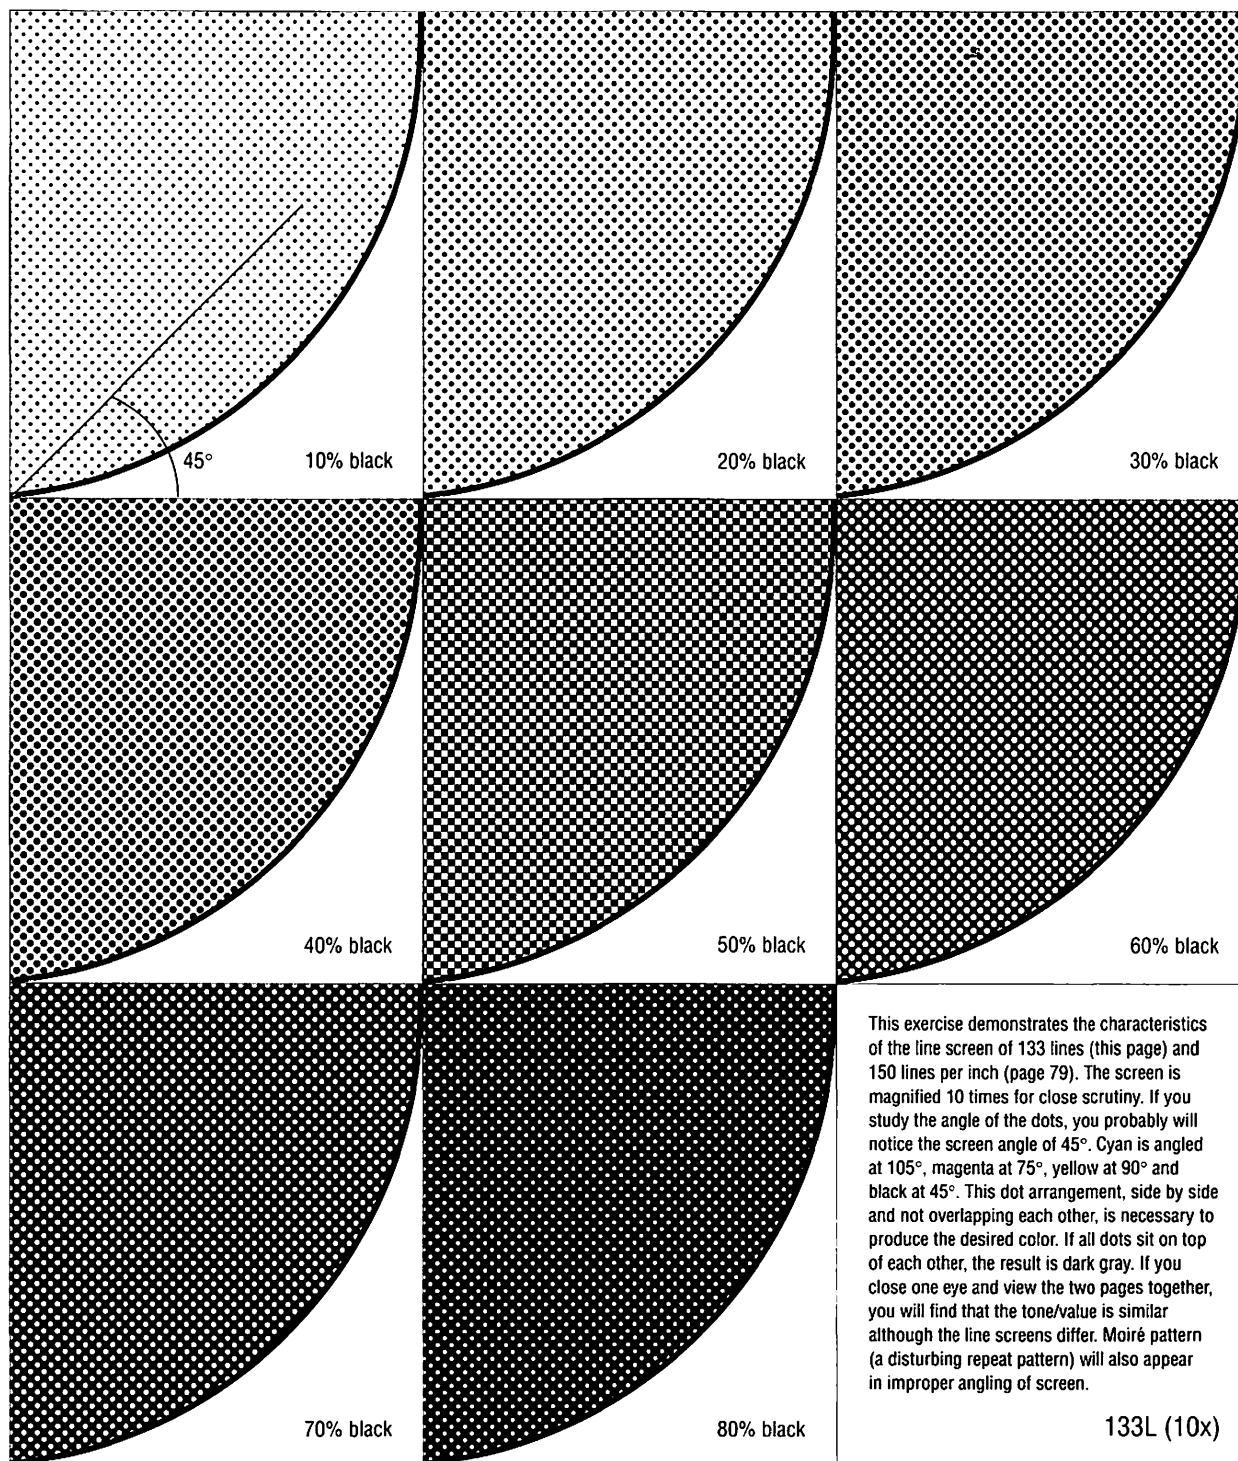 45°
10% black
20% black
30% black
40% black
50% black
60% black
70% black
80% black
This exercise demonstrates the characteristics
of the line screen of 133 lines (this page) and
150 lines per inch (page 79). The screen is
magnified 10 times for close scrutiny. If you
study the angle of the dots, you probably will
notice the screen angle of 45°. Cyan is angled
at 105°, magenta at 75°, yellow at 90° and
black at 45°. This dot arrangement, side by side
and not overlapping each other, is necessary to
produce the desired color. If all dots sit on top
of each other, the result is dark gray. If you
close one eye and view the two pages together,
you will find that the tone/value is similar
although the line screens differ. Moiré pattern
(a disturbing repeat pattern) will also appear
in improper angling of screen.
133L (10x)